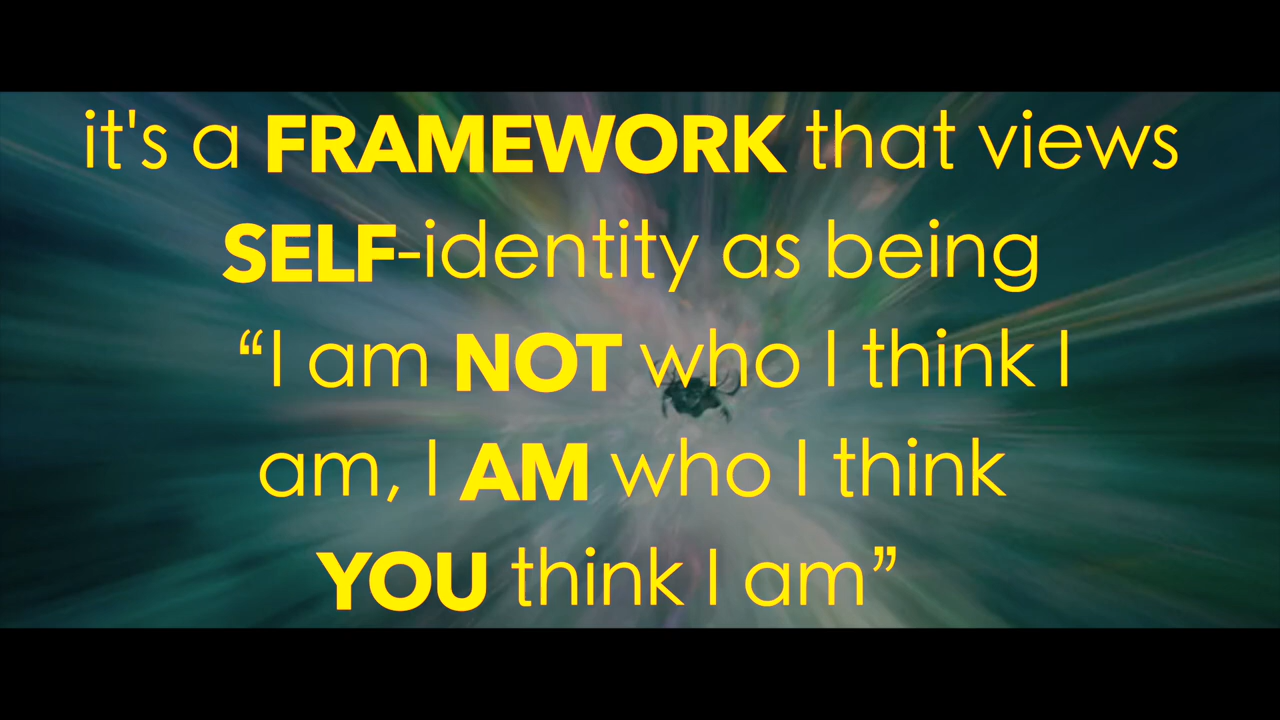 it's a FRAMEWORK that views
SELF-identity as being
“I am NOT who I think I
am, I AM who I think
YOU think I am”